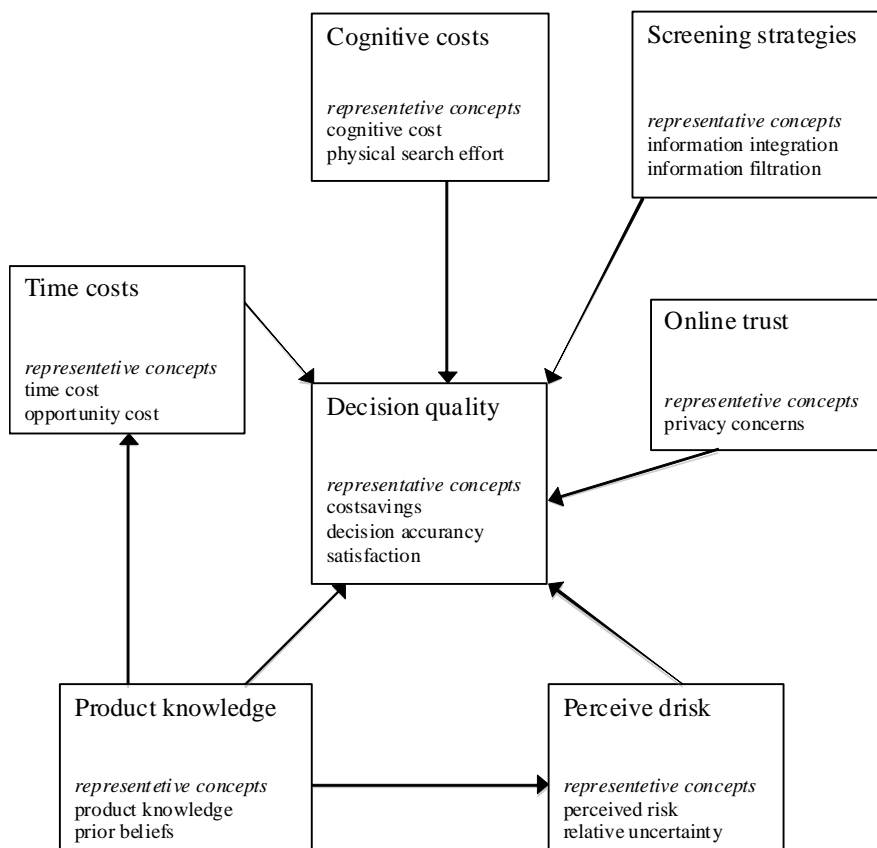 Cognitive costs
representetive concepts
cognitive cost
physical search effort
Screening strategies
representative concepts
information integration
information filtration
Time costs
representetive concepts
time cost
opportunity cost
Online trust
representetive concepts
privacy concerns
Decision quality
representative concepts
costsavings
decision accurancy
satisfaction
Product knowledge
representetive concepts
product knowledge
prior beliefs
Perceive drisk
representetive concepts
perceived risk
relative uncertainty